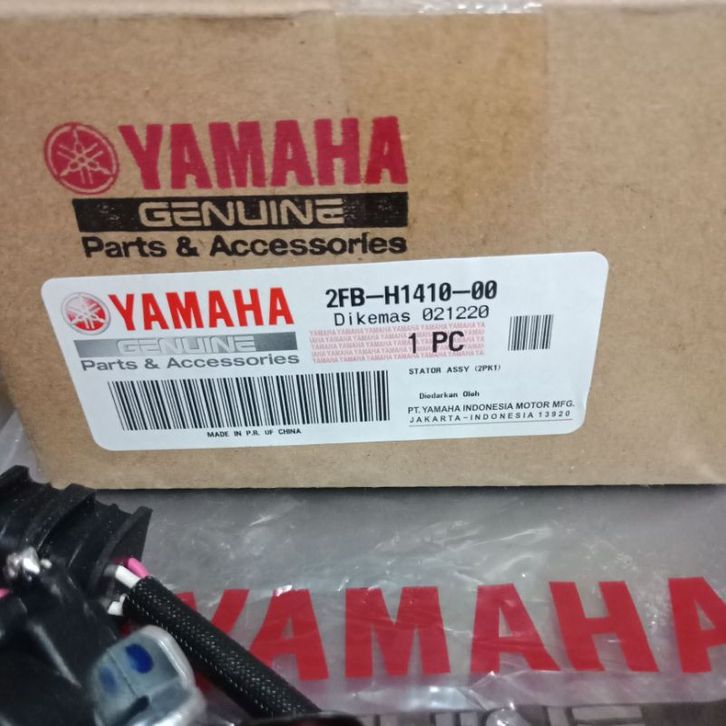 YAMAHA
GENUINE
Parts & Accessories
YAMAHA
GENUINE
Parts & Accessories
2FB-H1410-00
Dikemas 021220
1 PC
STATOR ASSY (2PK1)
Diedarkan Oleh
PT. YAMAHA INDONESIA MOTOR MFG.
JAKARTA-INDONESIA 13920
MADE IN P.R. OF CHINA
YAMAHA